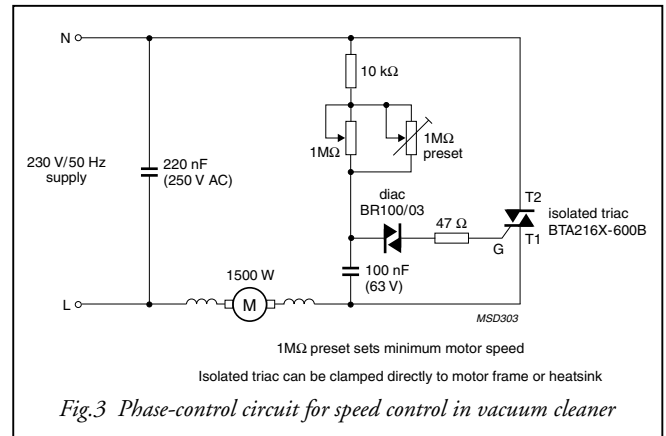 N
10 kΩ
1MΩ
1MΩ
preset
230 V/50 Hz
supply
220 nF
(250 V AC)
diac
BR100/03
47 Ω
T2
isolated triac
BTA216X-600B
T1
G
100 nF
(63 V)
1500 W
L
M
MSD303
1MΩ preset sets minimum motor speed
Isolated triac can be clamped directly to motor frame or heatsink
Fig.3 Phase-control circuit for speed control in vacuum cleaner